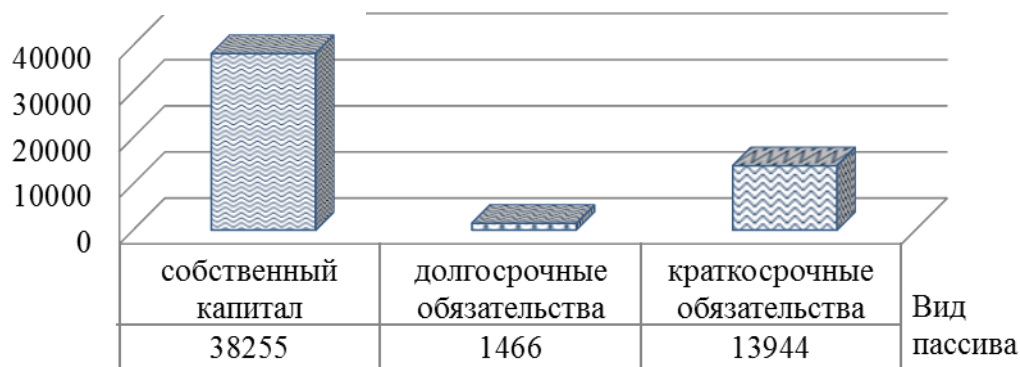 40000
30000
20000
10000
0
собственный капитал
долгосрочные обязательства
краткосрочные обязательства
Вид пассива
38255
1466
13944